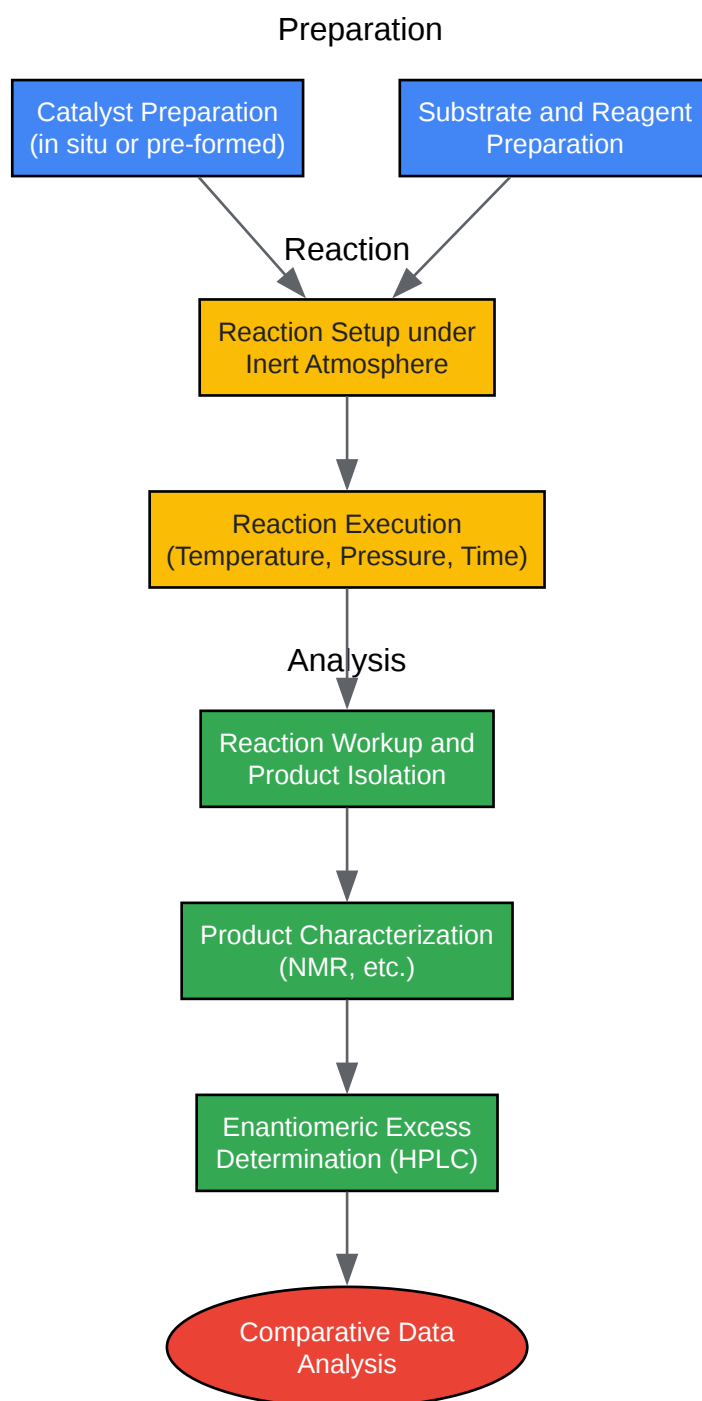 Preparation
Catalyst Preparation
(in situ or pre-formed)
Substrate and Reagent
Preparation
Reaction
Reaction Setup under
Inert Atmosphere
Reaction Execution
(Temperature, Pressure, Time)
Analysis
Reaction Workup and
Product Isolation
Product Characterization
(NMR, etc.)
Enantiomeric Excess
Determination (HPLC)
Comparative Data
Analysis